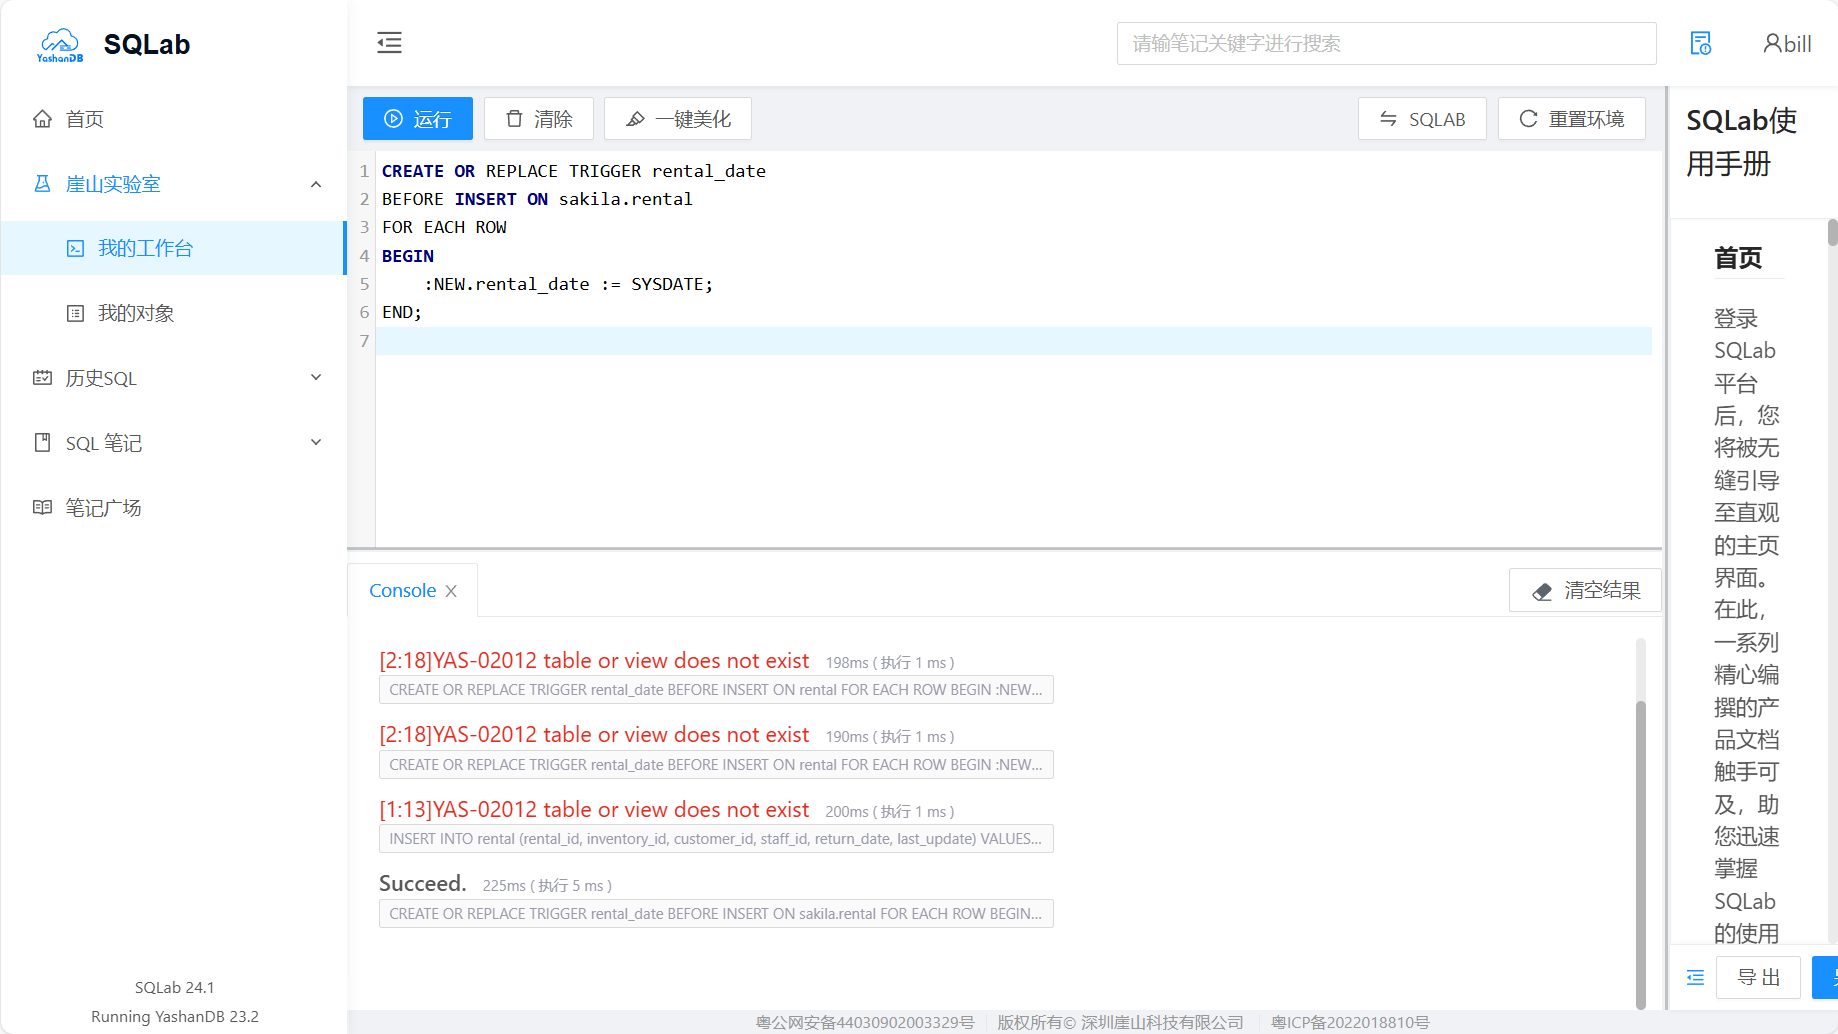 YashanDB
SQLab
请输笔记关键字进行搜索
bill
首页
崖山实验室
我的工作台
我的对象
历史SQL
SQL 笔记
笔记广场
SQLab 24.1
Running YashanDB 23.2
运行
清除
一键美化
SQLAB
重置环境
1 CREATE OR REPLACE TRIGGER rental_date
2 BEFORE INSERT ON sakila.rental
3 FOR EACH ROW
4 BEGIN
5 :NEW.rental_date := SYSDATE;
6 END;
7
Console
清空结果
[2:18]YAS-02012 table or view does not exist 198ms ( 执行 1 ms )
CREATE OR REPLACE TRIGGER rental_date BEFORE INSERT ON rental FOR EACH ROW BEGIN :NEW...
[2:18]YAS-02012 table or view does not exist 190ms ( 执行 1 ms )
CREATE OR REPLACE TRIGGER rental_date BEFORE INSERT ON rental FOR EACH ROW BEGIN :NEW...
[1:13]YAS-02012 table or view does not exist 200ms ( 执行 1 ms )
INSERT INTO rental (rental_id, inventory_id, customer_id, staff_id, return_date, last_update) VALUES...
Succeed. 225ms ( 执行 5 ms )
CREATE OR REPLACE TRIGGER rental_date BEFORE INSERT ON sakila.rental FOR EACH ROW BEGIN...
SQLab使
用手册
首页
登录
SQLab
平台
后，您
将被无
缝引导
至直观
的主页
界面。
在此，
一系列
精心编
撰的产
品文档
触手可
及，助
您迅速
掌握
SQLab
的使用
导 出
粤公网安备44030902003329号
版权所有© 深圳崖山科技有限公司
粤ICP备2022018810号